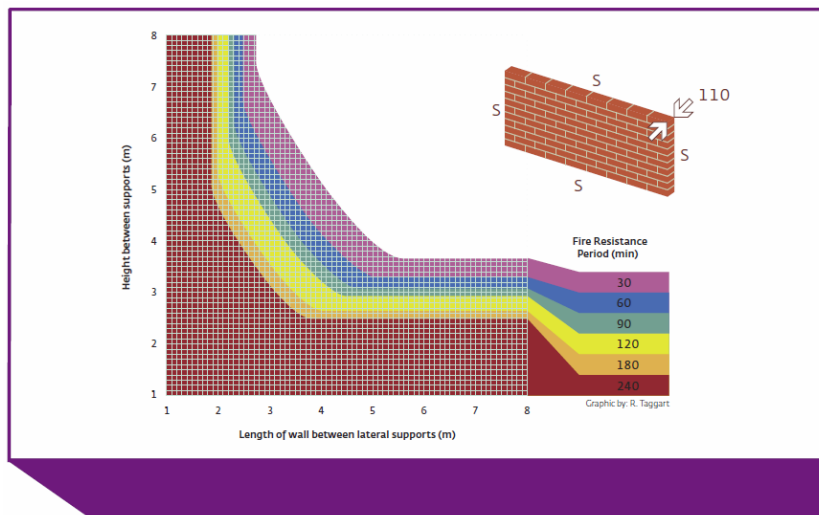 8
7
6
5
4
3
2
1
Height between supports (m)
1 2 3 4 5 6 7 8
Length of wall between lateral supports (m)
S
110
S
S
S
Fire Resistance
Period (min)
30
60
90
120
180
240
Graphic by: R. Taggart